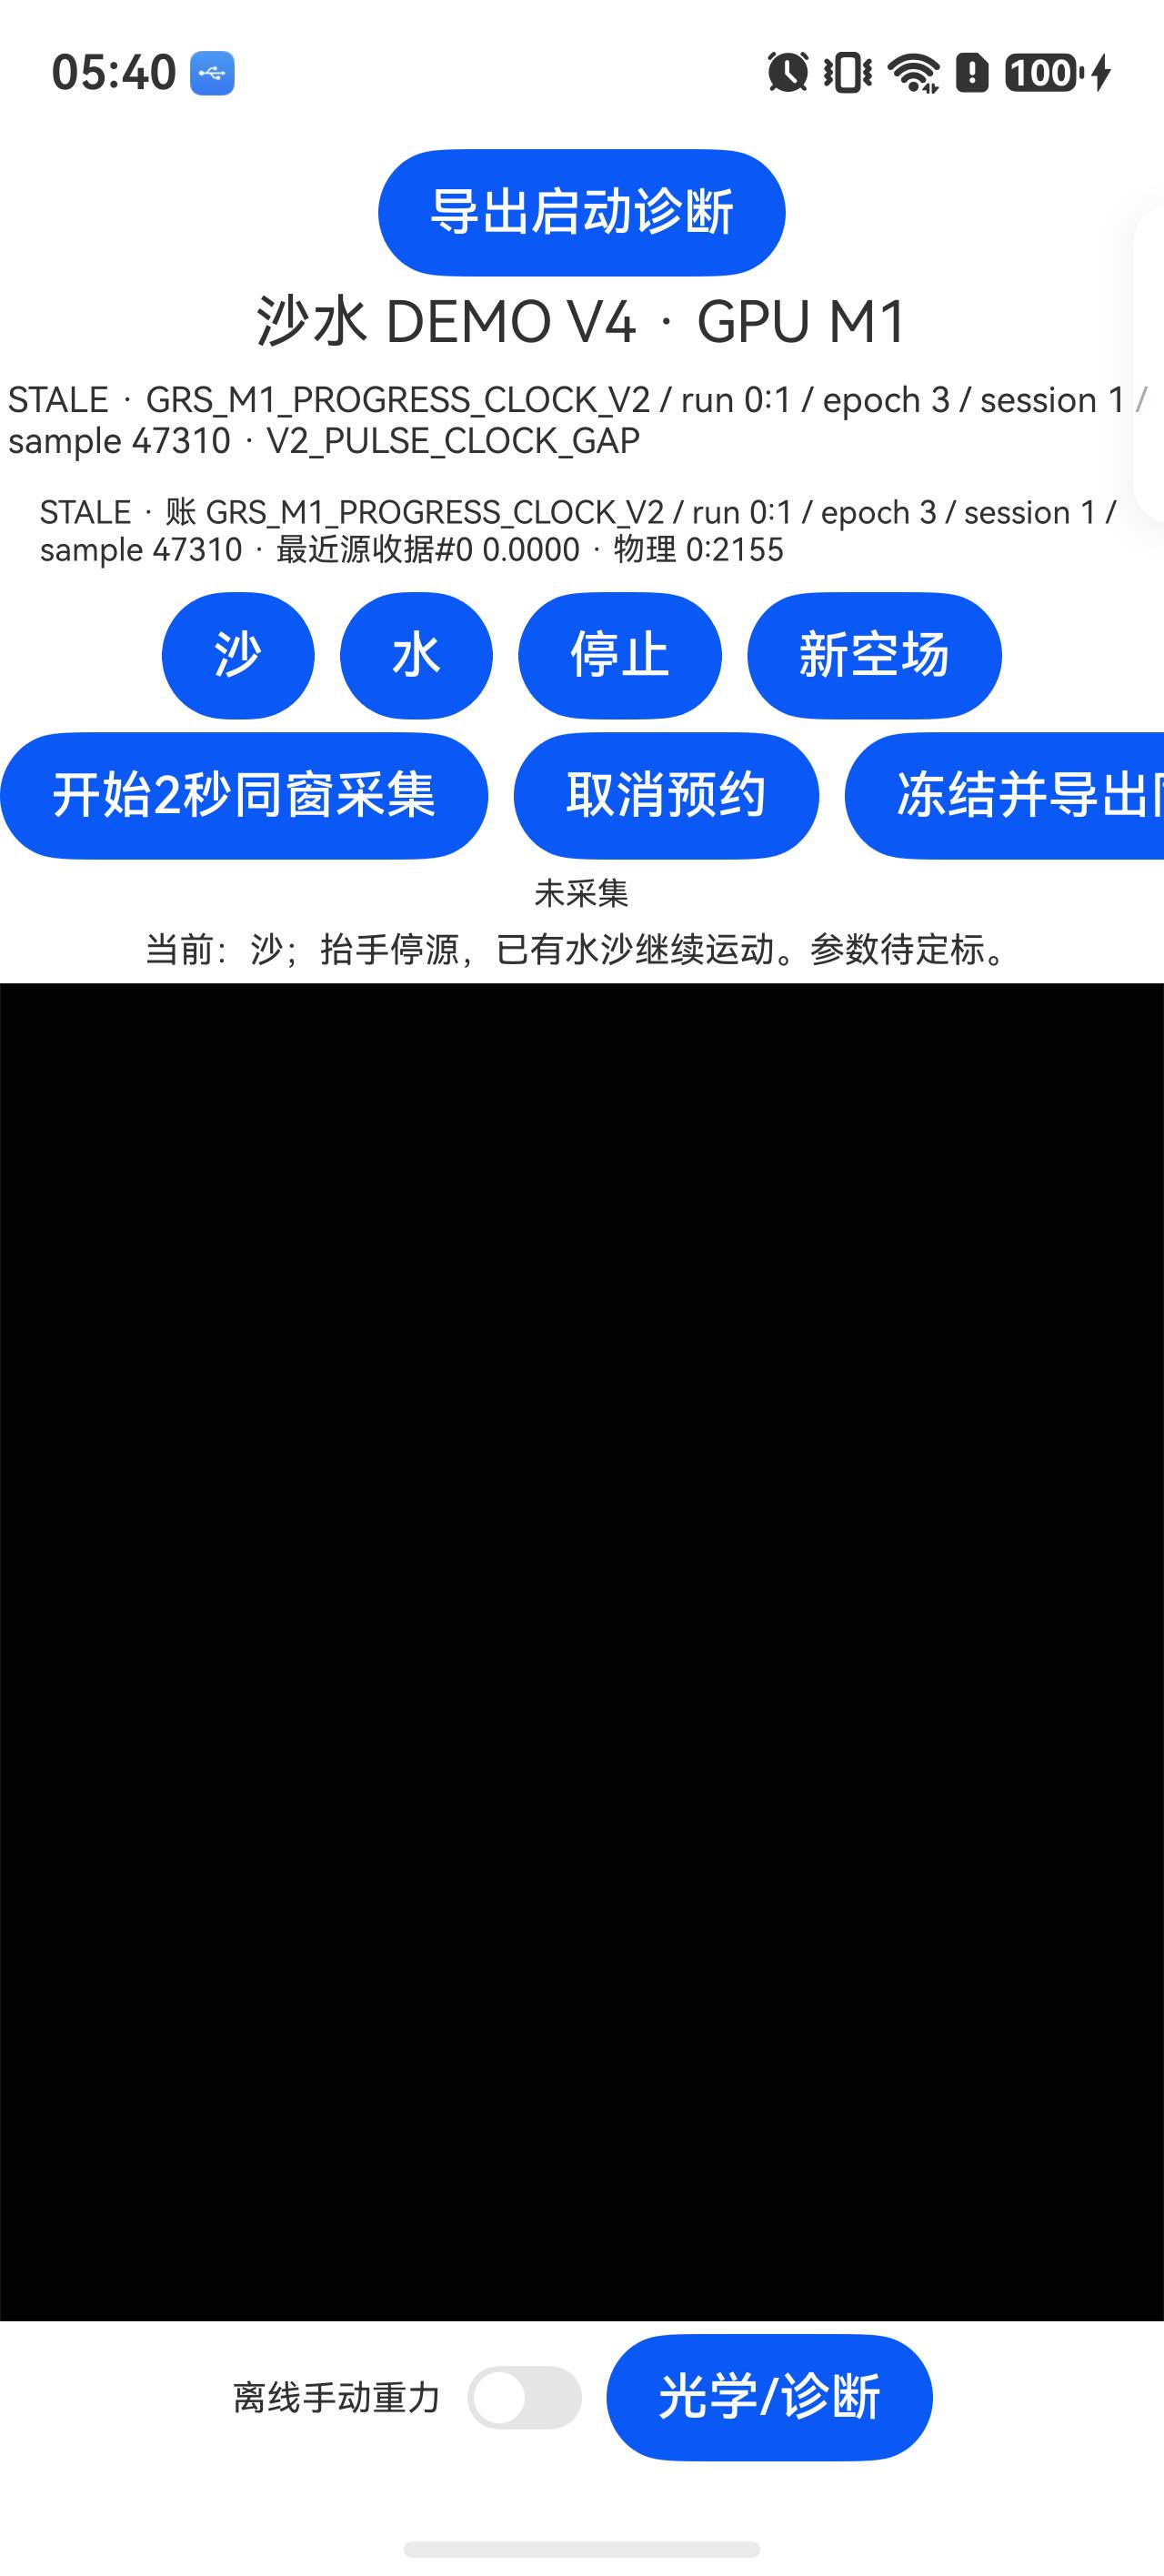 05:40
100
导出启动诊断
沙水 DEMO V4 · GPU M1
STALE · GRS_M1_PROGRESS_CLOCK_V2 / run 0:1 / epoch 3 / session 1 /
sample 47310 · V2_PULSE_CLOCK_GAP
STALE · 账 GRS_M1_PROGRESS_CLOCK_V2 / run 0:1 / epoch 3 / session 1 /
sample 47310 · 最近源收据#0 0.0000 · 物理 0:2155
沙 水 停止 新空场
开始2秒同窗采集 取消预约 冻结并导出
未采集
当前：沙；抬手停源，已有水沙继续运动。参数待定标。
离线手动重力 光学/诊断